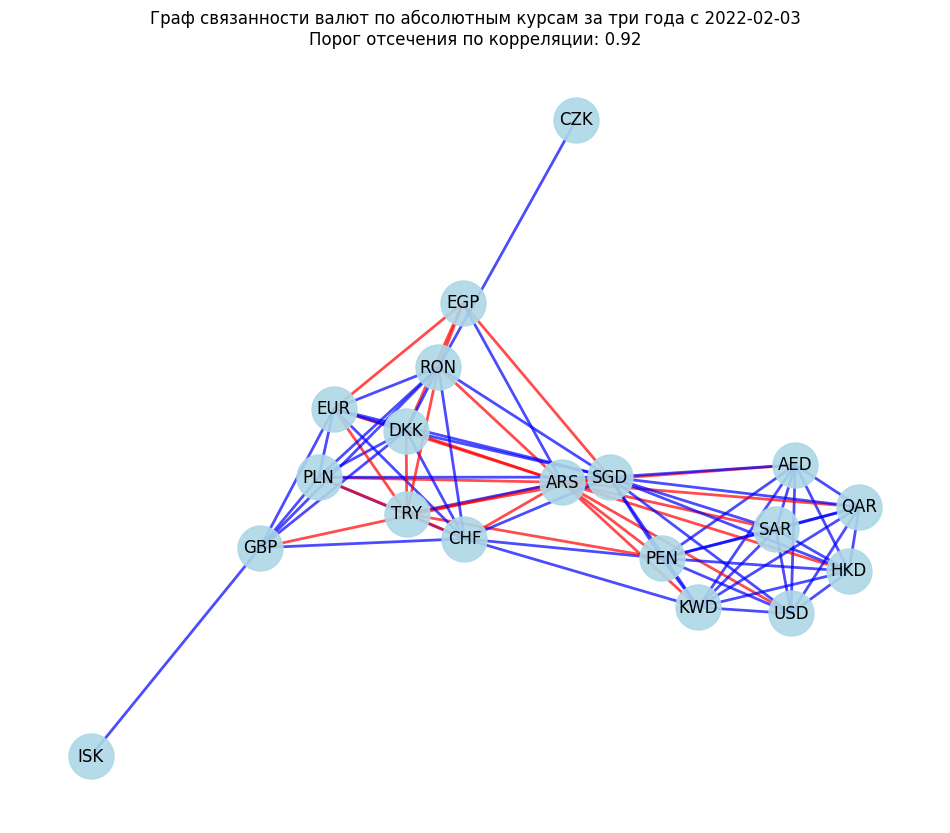 Граф связанности валют по абсолютным курсам за три года с 2022-02-03
Порог отсечения по корреляции: 0.92
CZK
EGP
RON
EUR
DKK
AED
PLN
ARS
SGD
QAR
TRY
SAR
CHF
GBP
PEN
HKD
KWD
USD
ISK